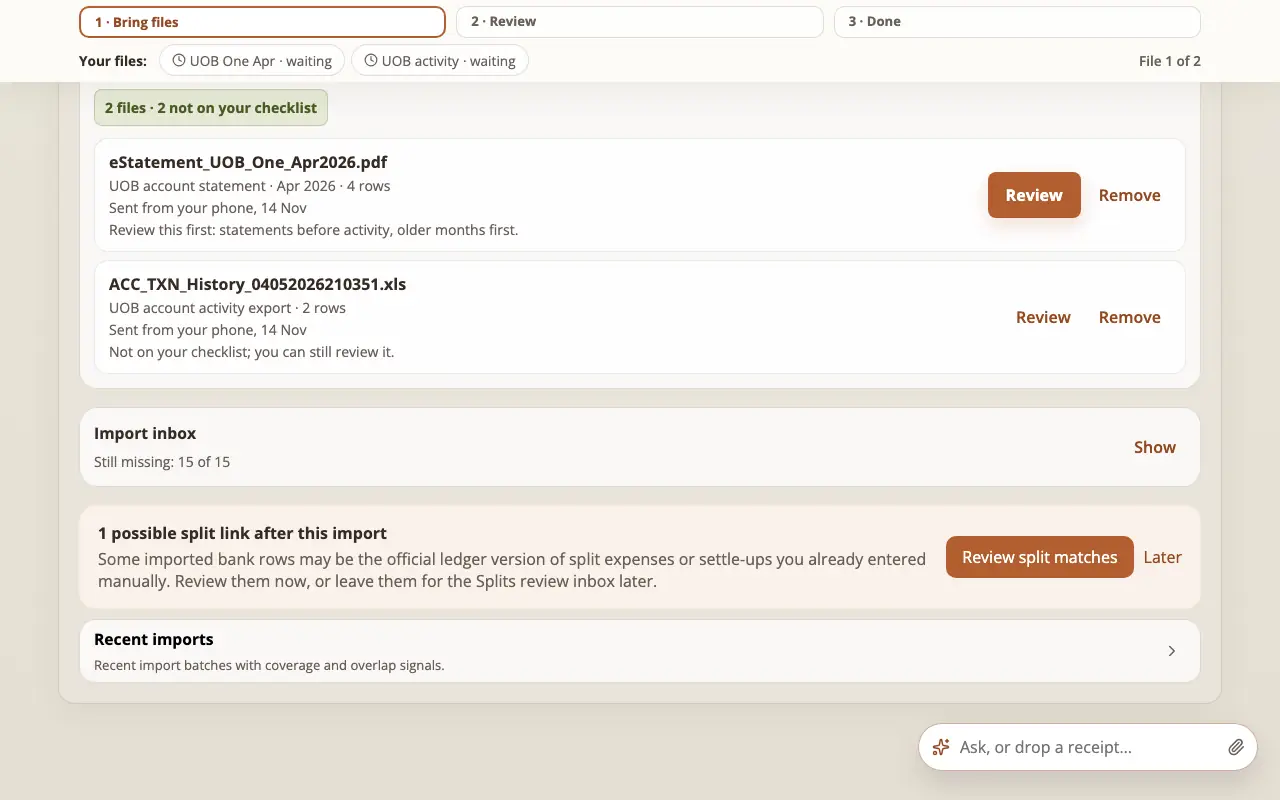 1 · Bring files
2 · Review
3 · Done
Your files:
UOB One Apr · waiting
UOB activity · waiting
File 1 of 2
2 files · 2 not on your checklist
eStatement_UOB_One_Apr2026.pdf
UOB account statement · Apr 2026 · 4 rows
Sent from your phone, 14 Nov
Review this first: statements before activity, older months first.
Review
Remove
ACC_TXN_History_04052026210351.xls
UOB account activity export · 2 rows
Sent from your phone, 14 Nov
Not on your checklist; you can still review it.
Review
Remove
Import inbox
Still missing: 15 of 15
Show
1 possible split link after this import
Some imported bank rows may be the official ledger version of split expenses or settle-ups you already entered
manually. Review them now, or leave them for the Splits review inbox later.
Review split matches
Later
Recent imports
Recent import batches with coverage and overlap signals.
Ask, or drop a receipt...